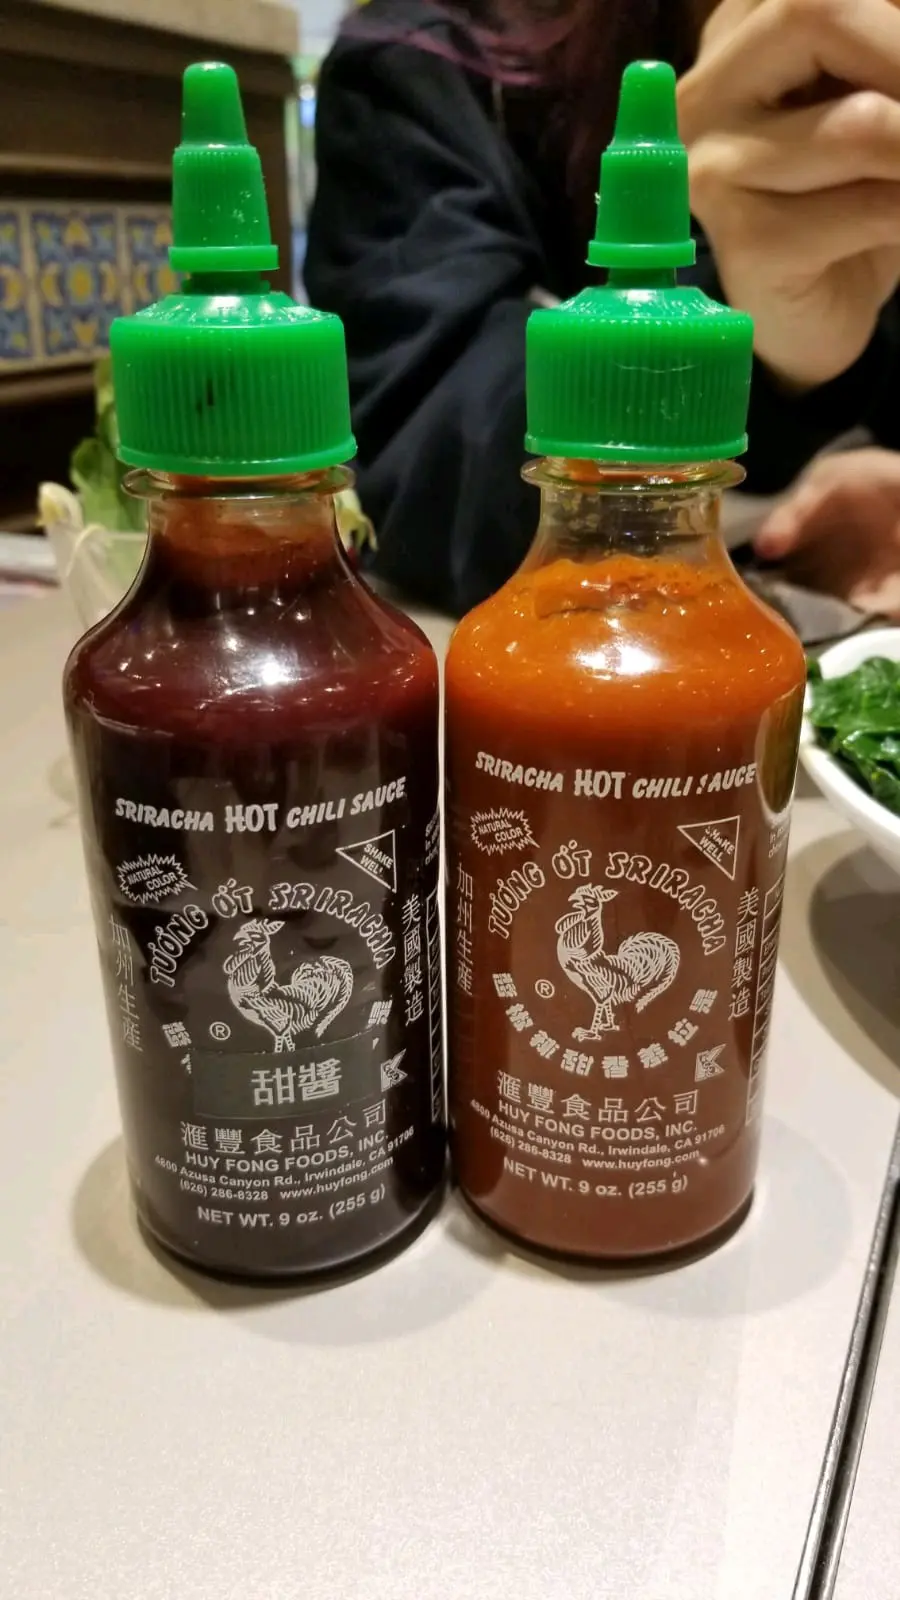 SRIRACHA HOT CHILI SAUCE
NATURAL COLOR
SHAKE WELL
TƯƠNG ỚT SRIRACHA
加州生產
美國製造
®
甜醬
滙豐食品公司
HUY FONG FOODS, INC.
4800 Azusa Canyon Rd., Irwindale, CA 91706
(626) 286-8328 www.huyfong.com
NET WT. 9 oz. (255 g)
SRIRACHA HOT CHILI SAUCE
NATURAL COLOR
SHAKE WELL
TƯƠNG ỚT SRIRACHA
加州生產
美國製造
®
是拉差香甜辣椒醬
滙豐食品公司
HUY FONG FOODS, INC.
4800 Azusa Canyon Rd., Irwindale, CA 91706
(626) 286-8328 www.huyfong.com
NET WT. 9 oz. (255 g)